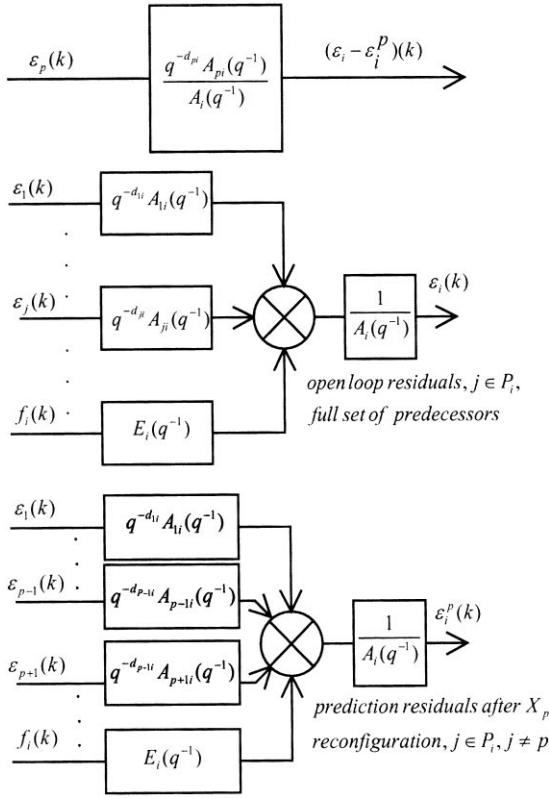 ε_p(k) q^{-d_{pi}} A_{pi}(q^{-1}) / A_i(q^{-1}) (ε_i − ε_i^p)(k)
ε_1(k) q^{-d_{1i}} A_{1i}(q^{-1})
ε_j(k) q^{-d_{ji}} A_{ji}(q^{-1}) 1 / A_i(q^{-1}) ε_i(k)
open loop residuals, j ∈ P_i,
full set of predecessors
f_i(k) E_i(q^{-1})
ε_1(k) q^{-d_{1i}} A_{1i}(q^{-1})
ε_{p−1}(k) q^{-d_{p−1i}} A_{p−1i}(q^{-1})
ε_{p+1}(k) q^{-d_{p−1i}} A_{p+1i}(q^{-1}) 1 / A_i(q^{-1}) ε_i^p(k)
prediction residuals after X_p
reconfiguration, j ∈ P_i, j ≠ p
f_i(k) E_i(q^{-1})